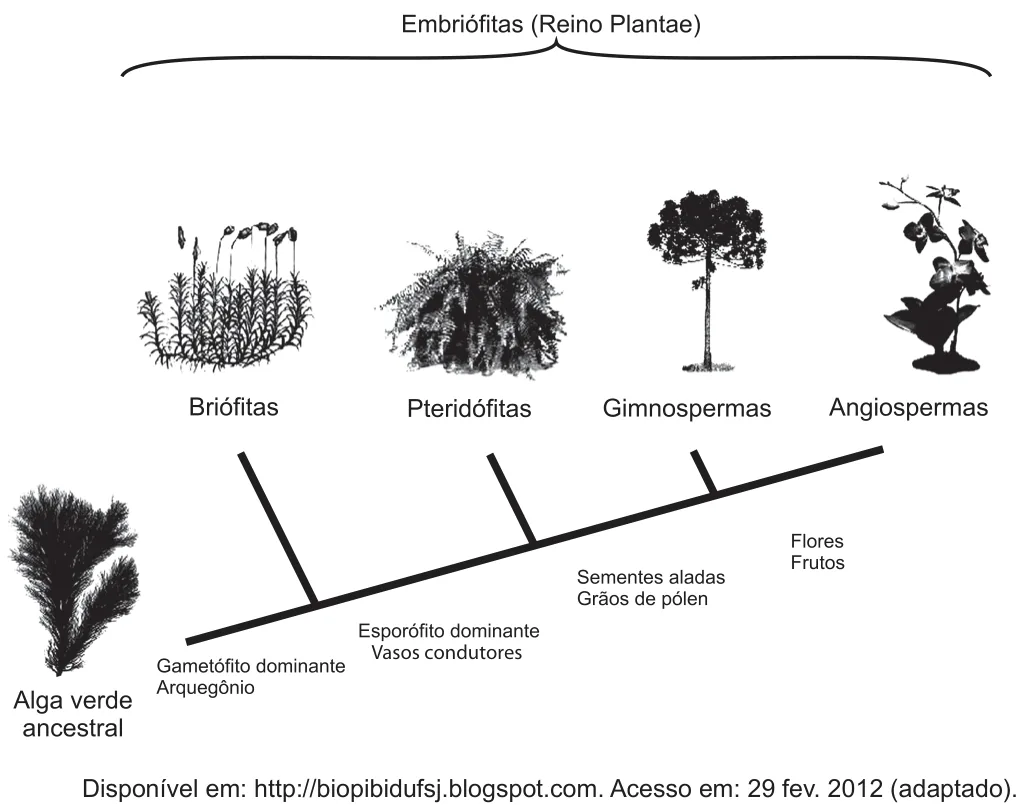 Embriófitas (Reino Plantae)
Briófitas
Pteridófitas
Gimnospermas
Angiospermas
Flores
Frutos
Sementes aladas
Grãos de pólen
Esporófito dominante
Vasos condutores
Gametófito dominante
Arquegônio
Alga verde
ancestral
Disponível em: http://biopibidufsj.blogspot.com. Acesso em: 29 fev. 2012 (adaptado).